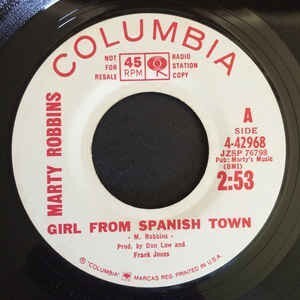 COLUMBIA
NOT
FOR
RESALE
45
RPM
RADIO
STATION
COPY
MARTY ROBBINS
A
SIDE
4-42968
JZSP 76798
Pub: Marty's Music
(BMI)
2:53
GIRL FROM SPANISH TOWN
- M. Robbins -
Prod. by Don Law and
Frank Jones
® "COLUMBIA" MARCAS REG. PRINTED IN U.S.A.